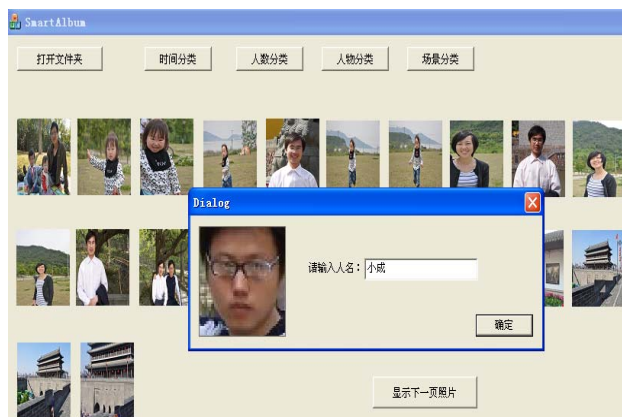 SmartAlbum
打开文件夹 时间分类 人数分类 人物分类 场景分类
Dialog
请输入人名： 小成
确定
显示下一页照片